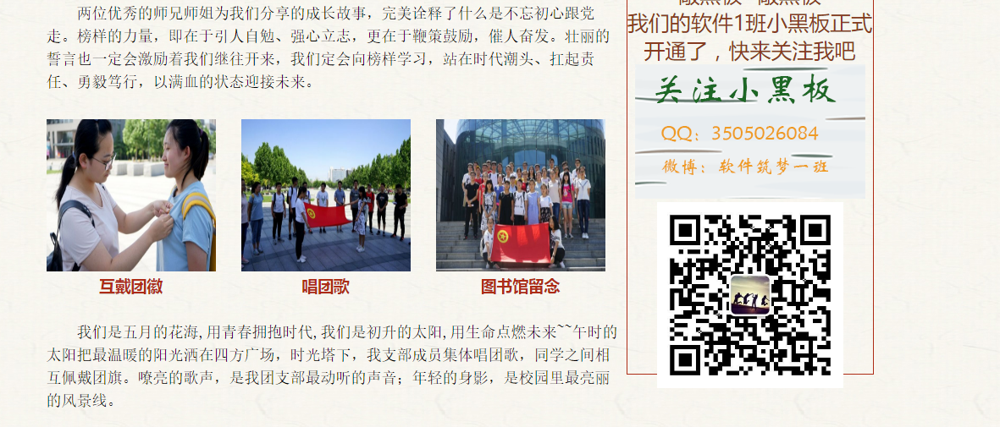 两位优秀的师兄师姐为我们分享的成长故事，完美诠释了什么是不忘初心跟党
走。榜样的力量，即在于引人自勉、强心立志，更在于鞭策鼓励，催人奋发。壮丽的
誓言也一定会激励着我们继往开来，我们定会向榜样学习，站在时代潮头、扛起责
任、勇毅笃行，以满血的状态迎接未来。
互戴团徽
唱团歌
图书馆留念
我们是五月的花海,用青春拥抱时代,我们是初升的太阳,用生命点燃未来~~午时的
太阳把最温暖的阳光洒在四方广场，时光塔下，我支部成员集体唱团歌，同学之间相
互佩戴团旗。嘹亮的歌声，是我团支部最动听的声音；年轻的身影，是校园里最亮丽
的风景线。
我们的软件1班小黑板正式
开通了，快来关注我吧
关注小黑板
QQ：3505026084
微博：软件筑梦一班